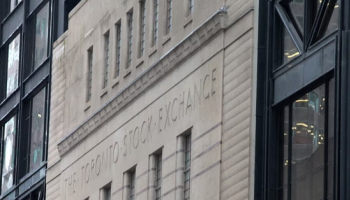 THE TORONTO STOCK EXCHANGE